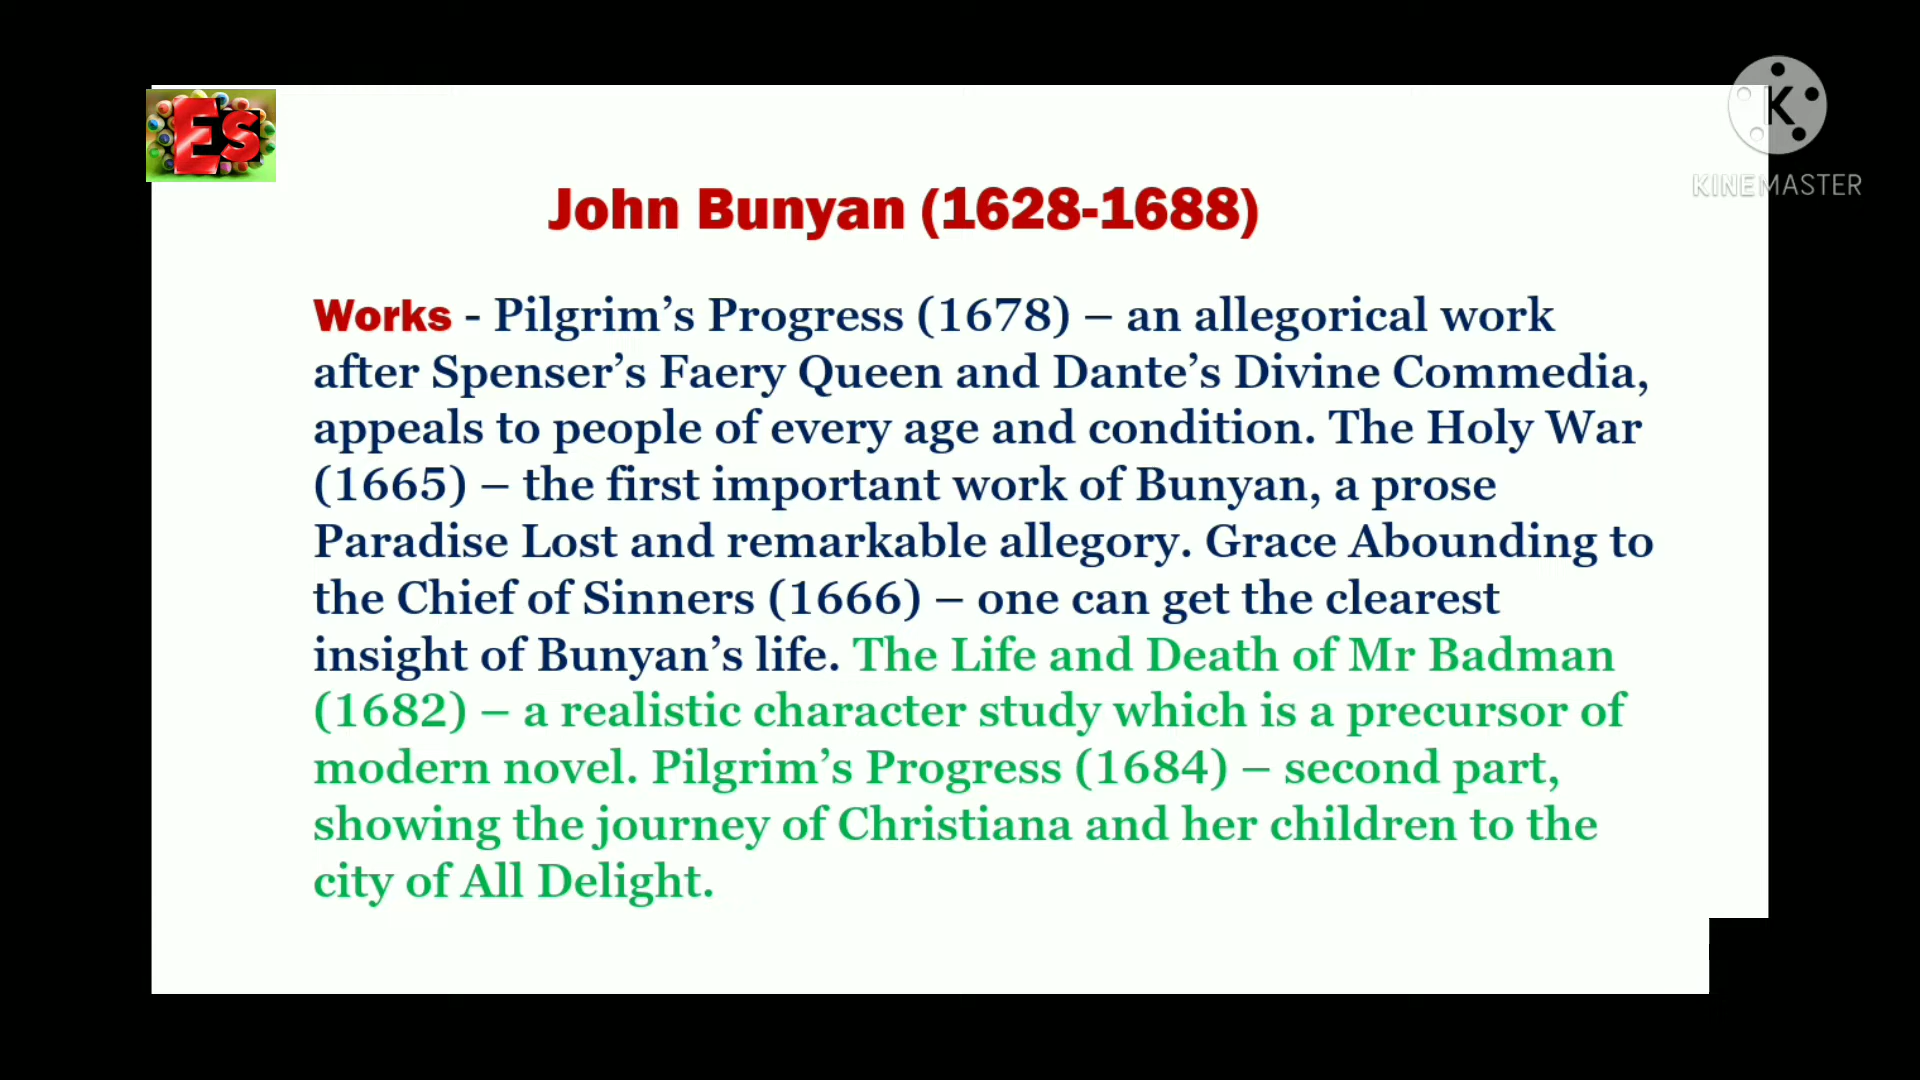 Es
K
KINEMASTER
John Bunyan (1628-1688)
Works - Pilgrim’s Progress (1678) – an allegorical work
after Spenser’s Faery Queen and Dante’s Divine Commedia,
appeals to people of every age and condition. The Holy War
(1665) – the first important work of Bunyan, a prose
Paradise Lost and remarkable allegory. Grace Abounding to
the Chief of Sinners (1666) – one can get the clearest
insight of Bunyan’s life. The Life and Death of Mr Badman
(1682) – a realistic character study which is a precursor of
modern novel. Pilgrim’s Progress (1684) – second part,
showing the journey of Christiana and her children to the
city of All Delight.